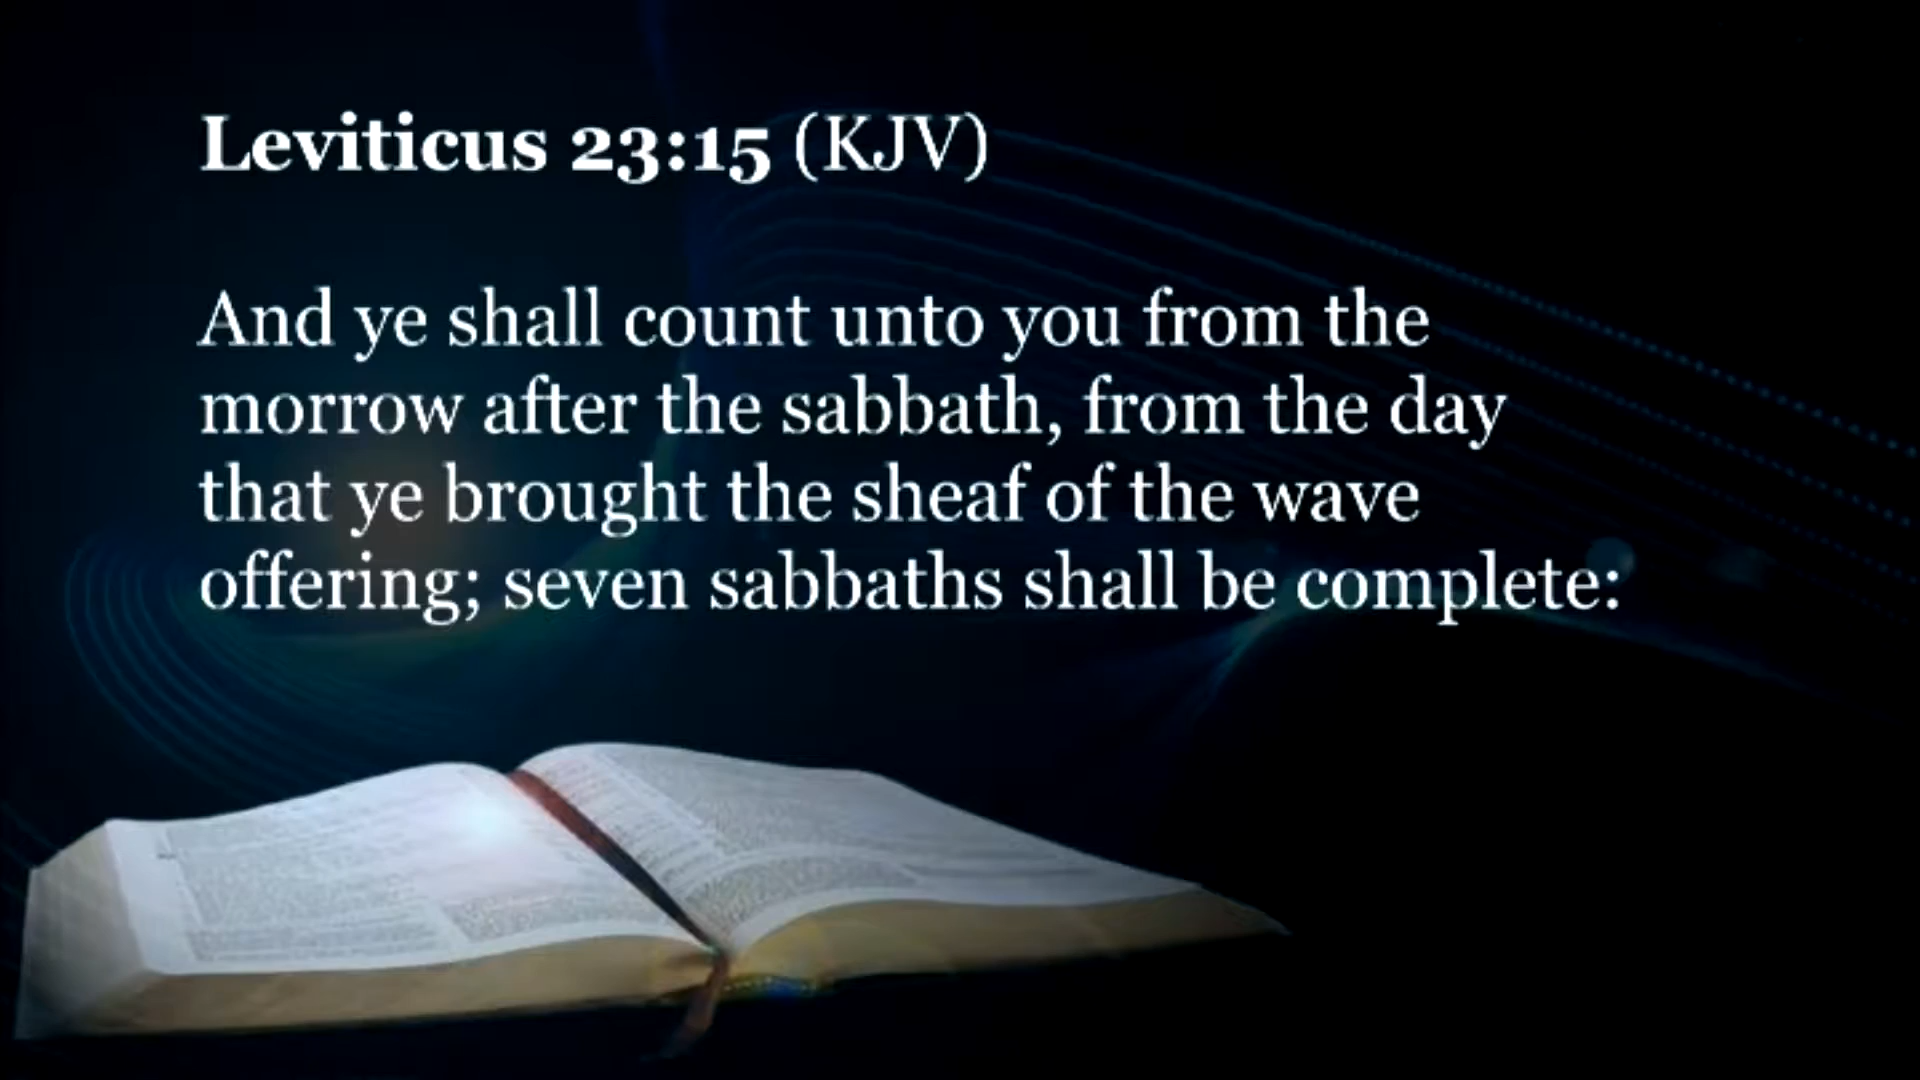 Leviticus 23:15 (KJV)
And ye shall count unto you from the
morrow after the sabbath, from the day
that ye brought the sheaf of the wave
offering; seven sabbaths shall be complete: